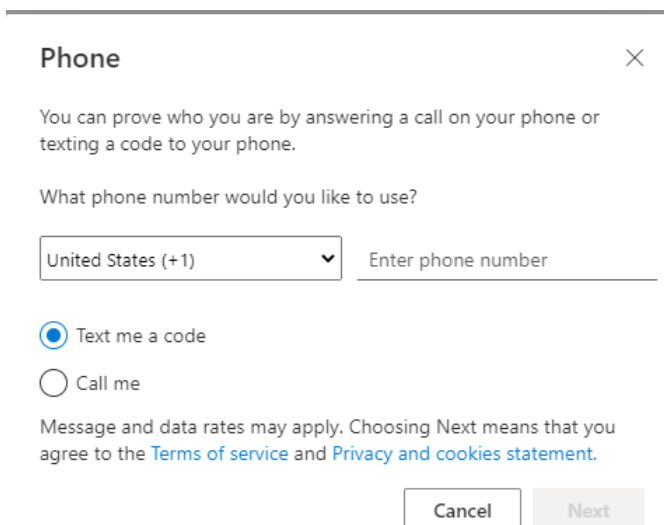 Phone
You can prove who you are by answering a call on your phone or
texting a code to your phone.
What phone number would you like to use?
United States (+1)
Enter phone number
Text me a code
Call me
Message and data rates may apply. Choosing Next means that you
agree to the Terms of service and Privacy and cookies statement.
Cancel
Next